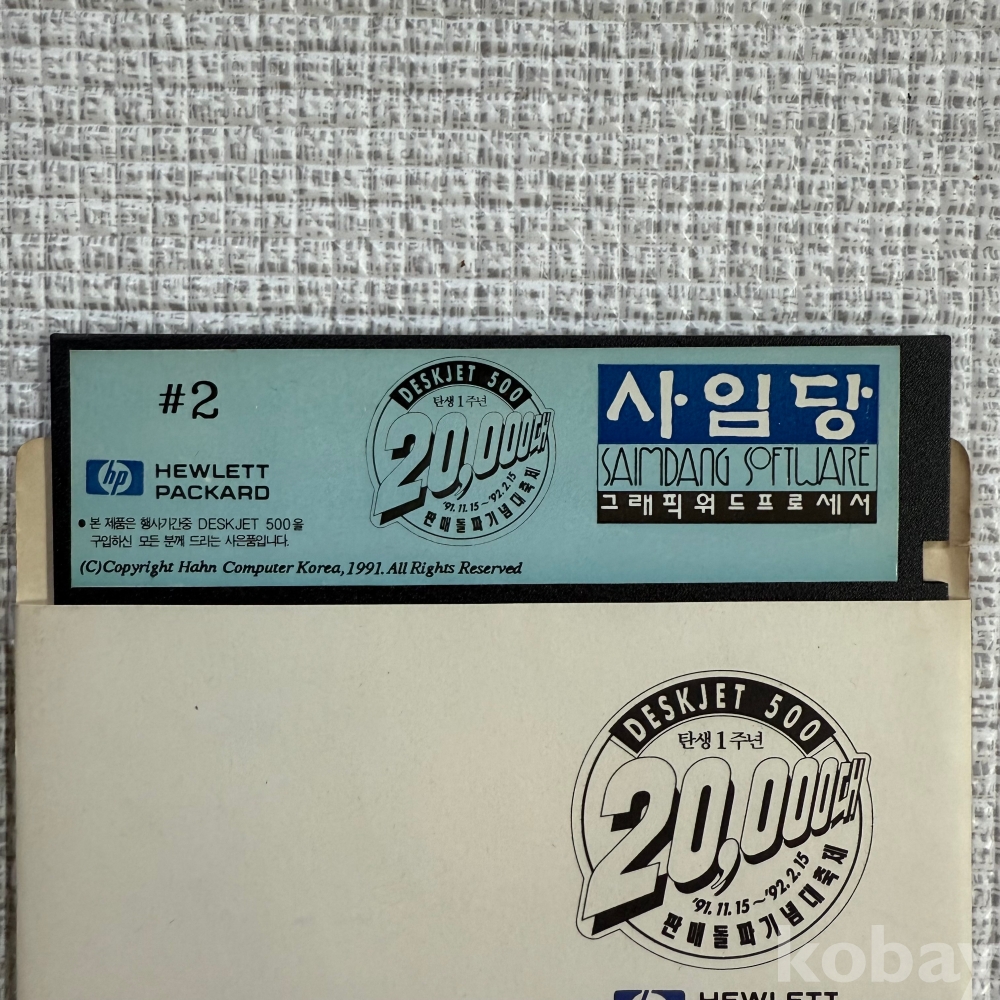 #2
hp HEWLETT
PACKARD
● 본 제품은 행사기간중 DESKJET 500을
구입하신 모든 분께 드리는 사은품입니다.
(C)Copyright Hahn Computer Korea, 1991. All Rights Reserved
DESKJET 500
탄생 1주년
20,000대
'91. 11. 15 ~ '92. 2. 15
판매돌파기념대축제
사임당
SAIMDANG SOFTWARE
그래픽워드프로세서
DESKJET 500
탄생 1주년
20,000대
'91. 11. 15 ~ '92. 2. 15
판매돌파기념대축제
kobay
HEWLETT